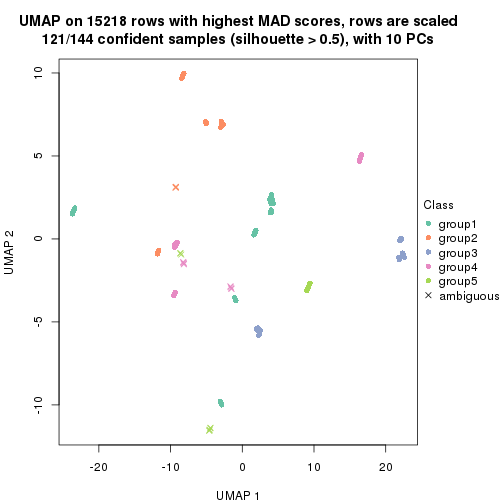 UMAP on 15218 rows with highest MAD scores, rows are scaled
121/144 confident samples (silhouette > 0.5), with 10 PCs
10
5
0
-5
-10
UMAP 2
-20
-10
0
10
20
UMAP 1
Class
group1
group2
group3
group4
group5
ambiguous